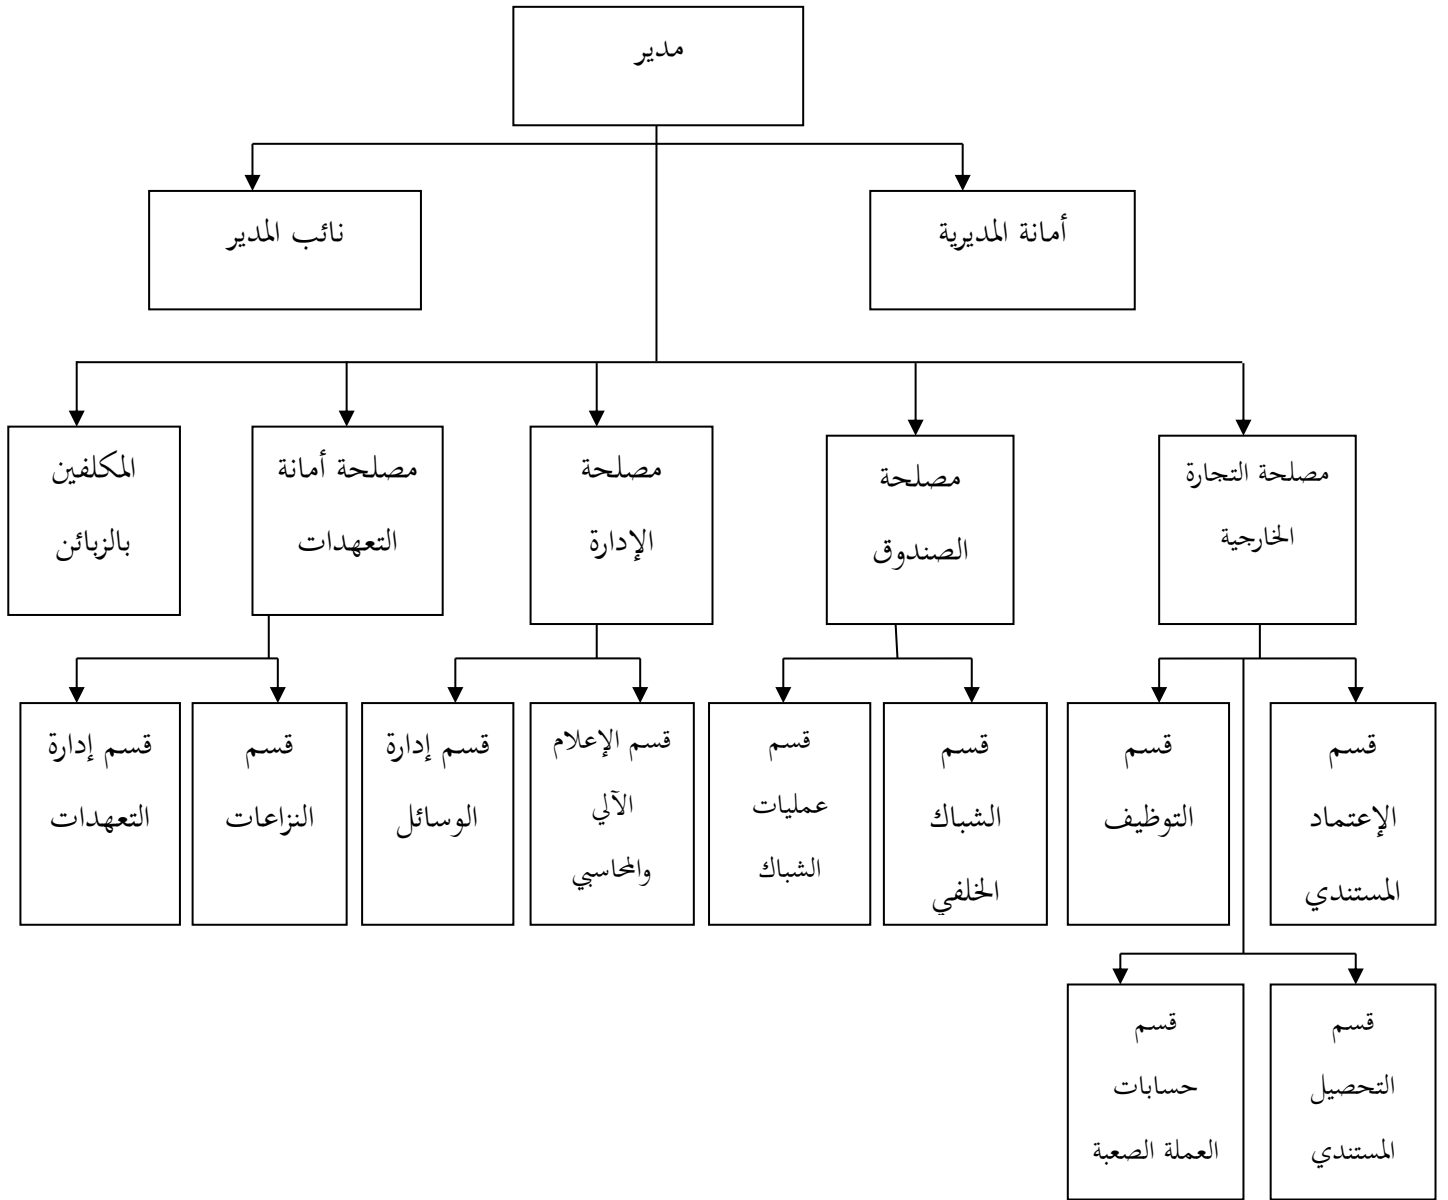 مدير
أمانة المديرية
نائب المدير
مصلحة التجارة
الخارجية
مصلحة
الصندوق
مصلحة
الإدارة
مصلحة أمانة
التعهدات
المكلفين
بالزبائن
قسم
الإعتماد
المستندي
قسم
التوظيف
قسم
الشباك
الخلفي
قسم
عمليات
الشباك
قسم الإعلام
الآلي
والمحاسبي
قسم إدارة
الوسائل
قسم
النزاعات
قسم إدارة
التعهدات
قسم
التحصيل
المستندي
قسم
حسابات
العملة الصعبة